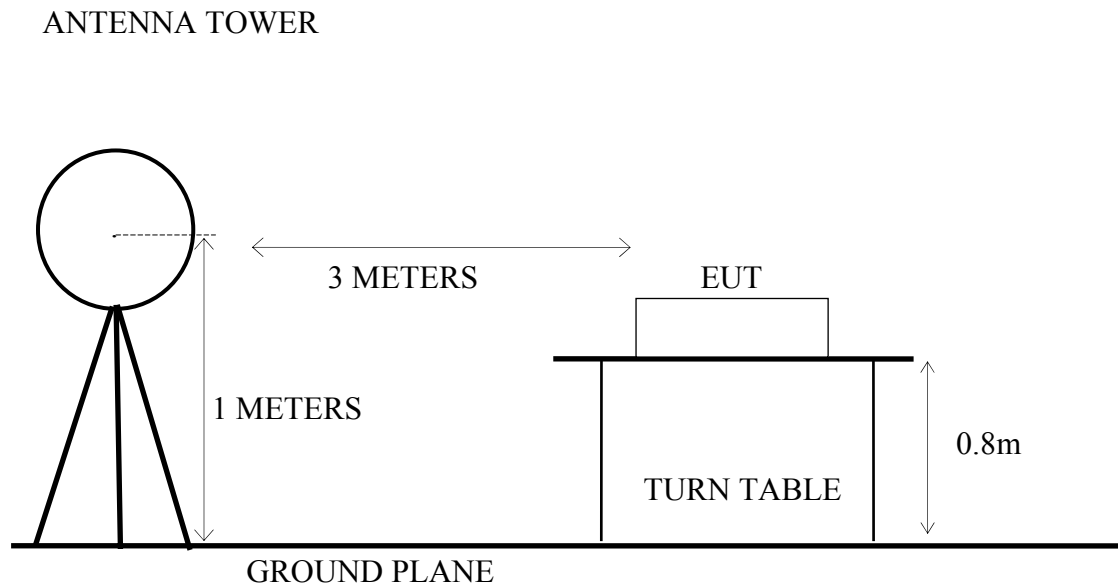 ANTENNA TOWER
3 METERS
EUT
1 METERS
0.8m
TURN TABLE
GROUND PLANE